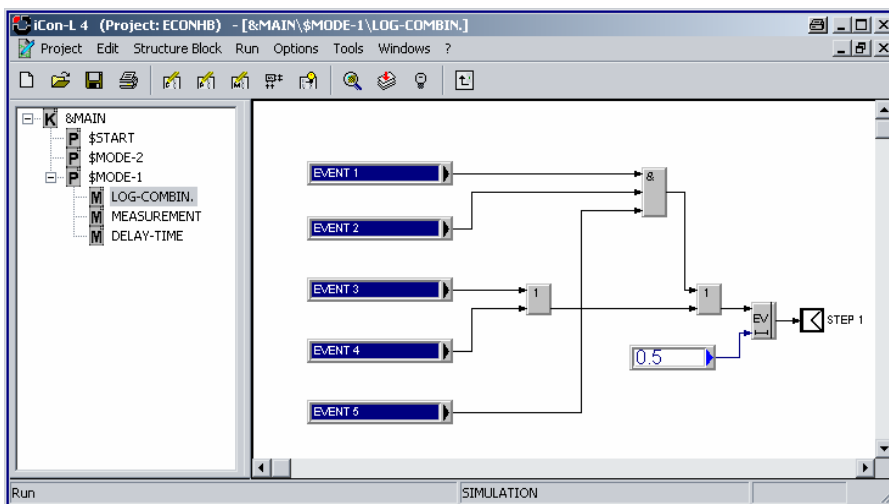 iCon-L 4 (Project: ECONHB) - [&MAIN\$MODE-1\LOG-COMBIN.]
Project Edit Structure Block Run Options Tools Windows ?
K &MAIN
P $START
P $MODE-2
P $MODE-1
M LOG-COMBIN.
M MEASUREMENT
M DELAY-TIME
EVENT 1
&
EVENT 2
EVENT 3
1
1
EV
STEP 1
EVENT 4
0.5
EVENT 5
Run
SIMULATION